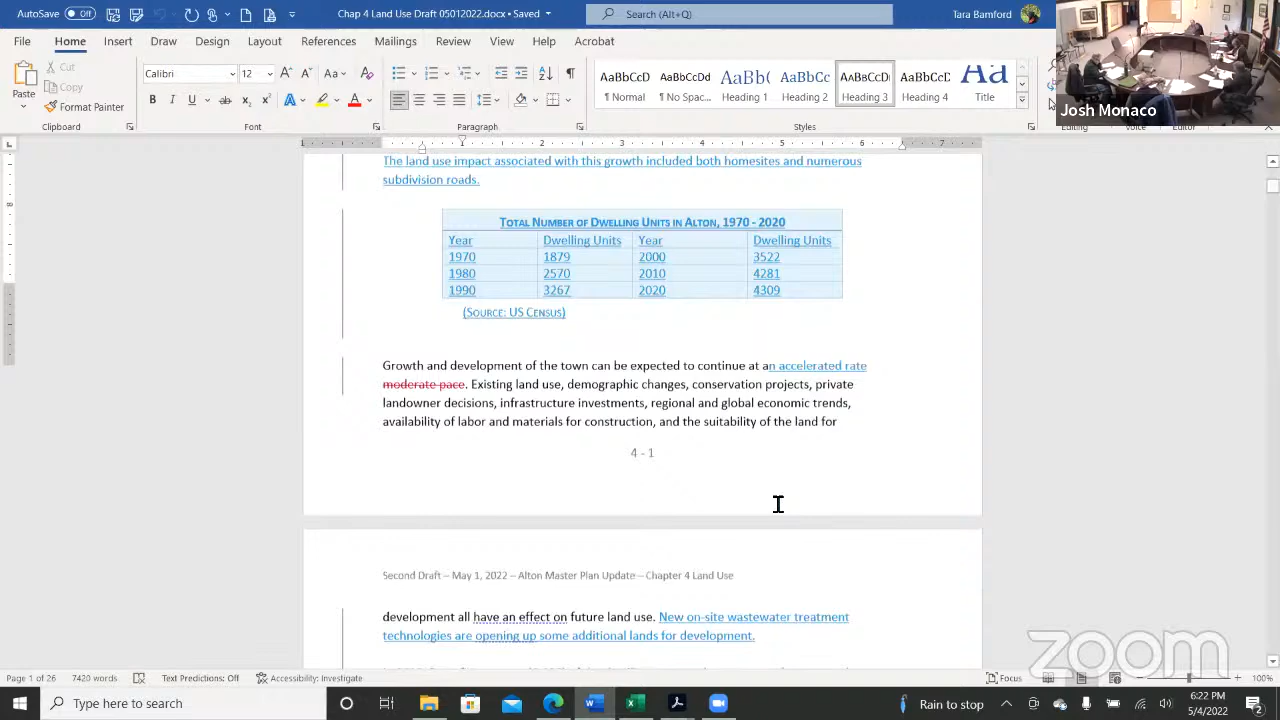 AutoSave Off
Chap 4 Land Use 2nd Draft 2022-05-01.docx • Saved
Search (Alt+Q)
Tara Bamford
File Home Insert Draw Design Layout References Mailings Review View Help Acrobat
Paste
Cut
Copy
Format Painter
Calibri 12
AaBbCcD AaBbCcDd AaBb( AaBbCc AaBbCcD AaBbCcD Aa
¶ Normal ¶ No Spac... Heading 1 Heading 2 Heading 3 Heading 4 Title
Clipboard Font Paragraph Styles Editing Voice Editor
Josh Monaco
The land use impact associated with this growth included both homesites and numerous
subdivision roads.
TOTAL NUMBER OF DWELLING UNITS IN ALTON, 1970 - 2020
Year Dwelling Units Year Dwelling Units
1970 1879 2000 3522
1980 2570 2010 4281
1990 3267 2020 4309
(SOURCE: US CENSUS)
Growth and development of the town can be expected to continue at an accelerated rate
moderate pace. Existing land use, demographic changes, conservation projects, private
landowner decisions, infrastructure investments, regional and global economic trends,
availability of labor and materials for construction, and the suitability of the land for
4 - 1
Second Draft – May 1, 2022 – Alton Master Plan Update – Chapter 4 Land Use
development all have an effect on future land use. New on-site wastewater treatment
technologies are opening up some additional lands for development.
zoom
Page 1 of 26 7420 words Text Predictions: Off Accessibility: Investigate Focus 100%
Type here to search
Rain to stop
6:22 PM
5/4/2022